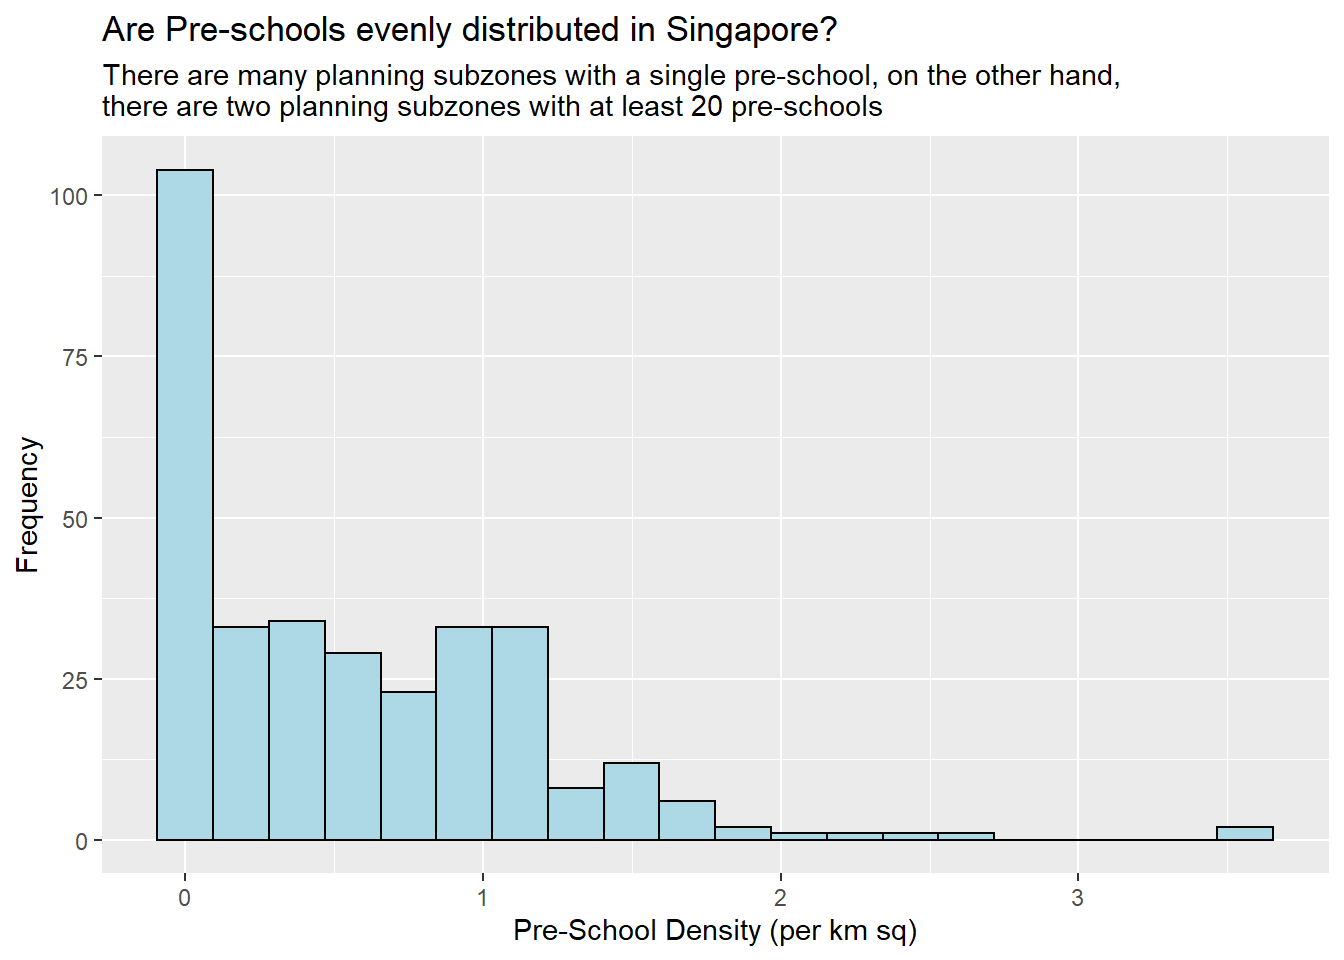 Are Pre-schools evenly distributed in Singapore?
There are many planning subzones with a single pre-school, on the other hand,
there are two planning subzones with at least 20 pre-schools
100
75
50
25
0
Frequency
0
1
2
3
Pre-School Density (per km sq)